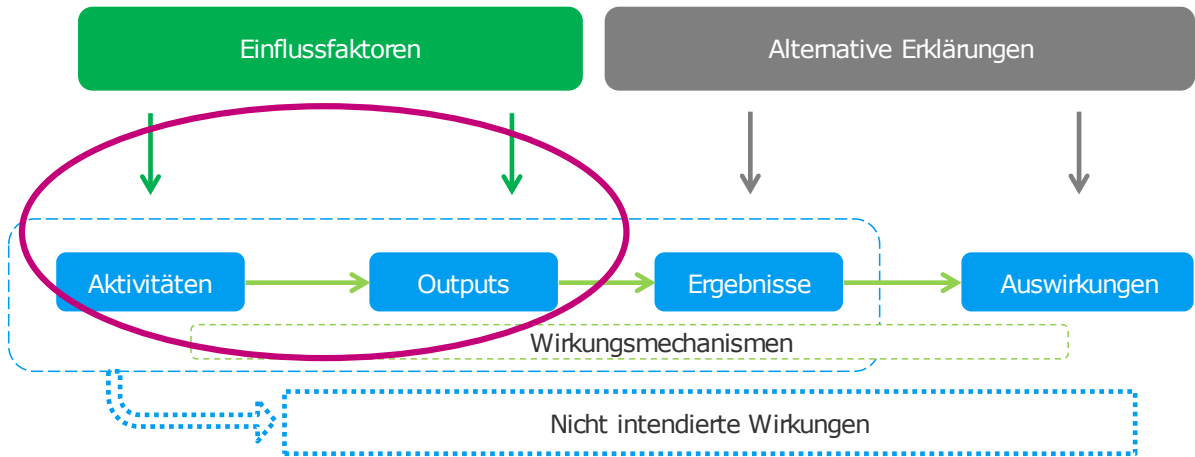 Einflussfaktoren
Alternative Erklärungen
Aktivitäten
Outputs
Ergebnisse
Auswirkungen
Wirkungsmechanismen
Nicht intendierte Wirkungen